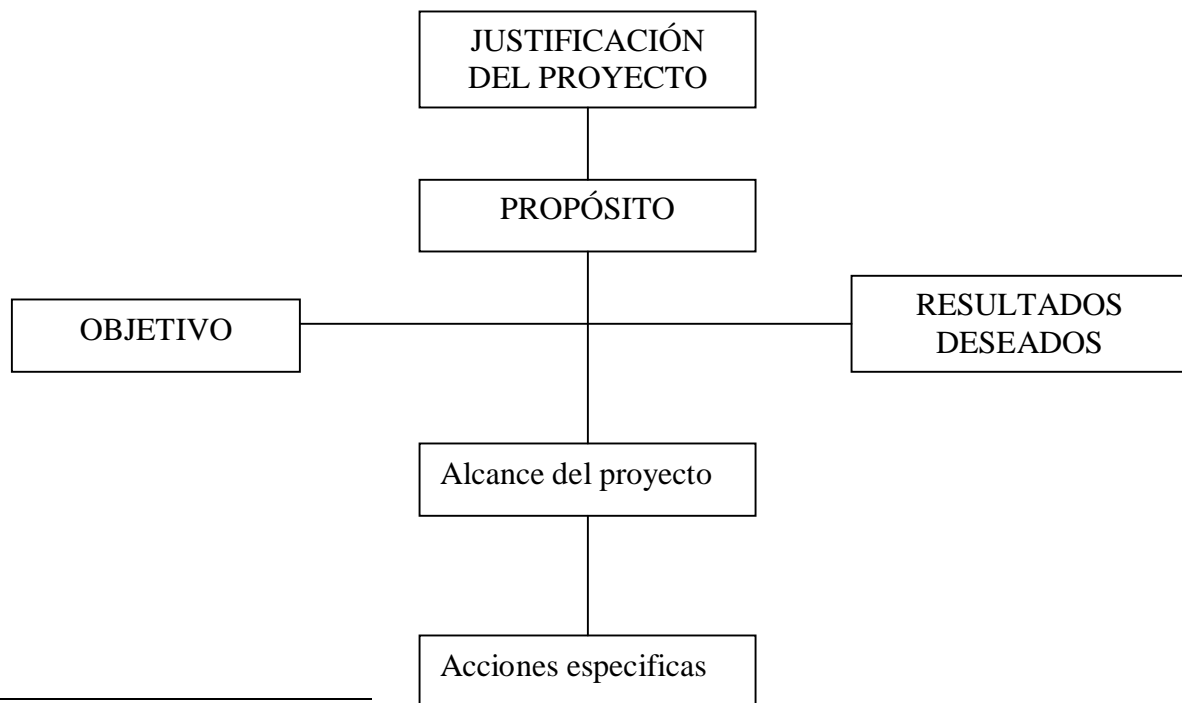 JUSTIFICACIÓN
DEL PROYECTO
PROPÓSITO
OBJETIVO
RESULTADOS
DESEADOS
Alcance del proyecto
Acciones especificas